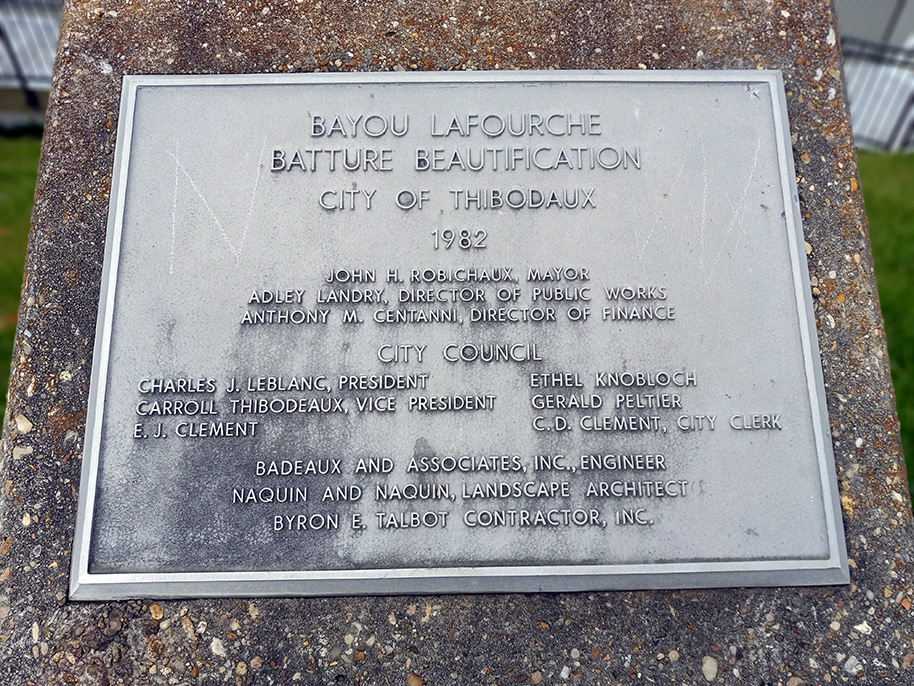 BAYOU LAFOURCHE
BATTURE BEAUTIFICATION
CITY OF THIBODAUX
1982
JOHN H. ROBICHAUX, MAYOR
ADLEY LANDRY, DIRECTOR OF PUBLIC WORKS
ANTHONY M. CENTANNI, DIRECTOR OF FINANCE
CITY COUNCIL
CHARLES J. LEBLANC, PRESIDENT
CARROLL THIBODEAUX, VICE PRESIDENT
E. J. CLEMENT
ETHEL KNOBLOCH
GERALD PELTIER
C.D. CLEMENT, CITY CLERK
BADEAUX AND ASSOCIATES, INC., ENGINEER
NAQUIN AND NAQUIN, LANDSCAPE ARCHITECT
BYRON E. TALBOT CONTRACTOR, INC.